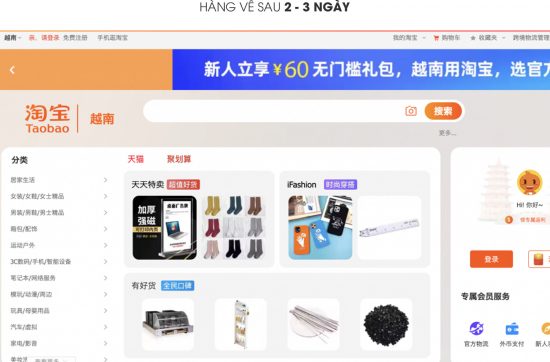 HÀNG VỀ SAU 2 - 3 NGÀY
越南 亲，请登录 免费注册 手机逛淘宝 我的淘宝 购物车 收藏夹 跨境物流管理
新人立享¥60无门槛礼包，越南用淘宝，选官方
淘宝 Taobao 越南
搜索
更多...
分类
天猫 聚划算
居家生活
女装/女鞋/女士精品
男装/男鞋/男士精品
箱包/配饰
运动户外
3C数码/手机/智能设备
笔记本/网络服务
模玩/动漫/周边
玩具/母婴用品
汽车/虚拟
家具/家装/厨具
天天特卖 超值好货
加厚
强磁
iFashion 时尚穿搭
有好货 全民口碑
Hi! 你好~
登录
专属会员服务
官方物流 外币支付 新人